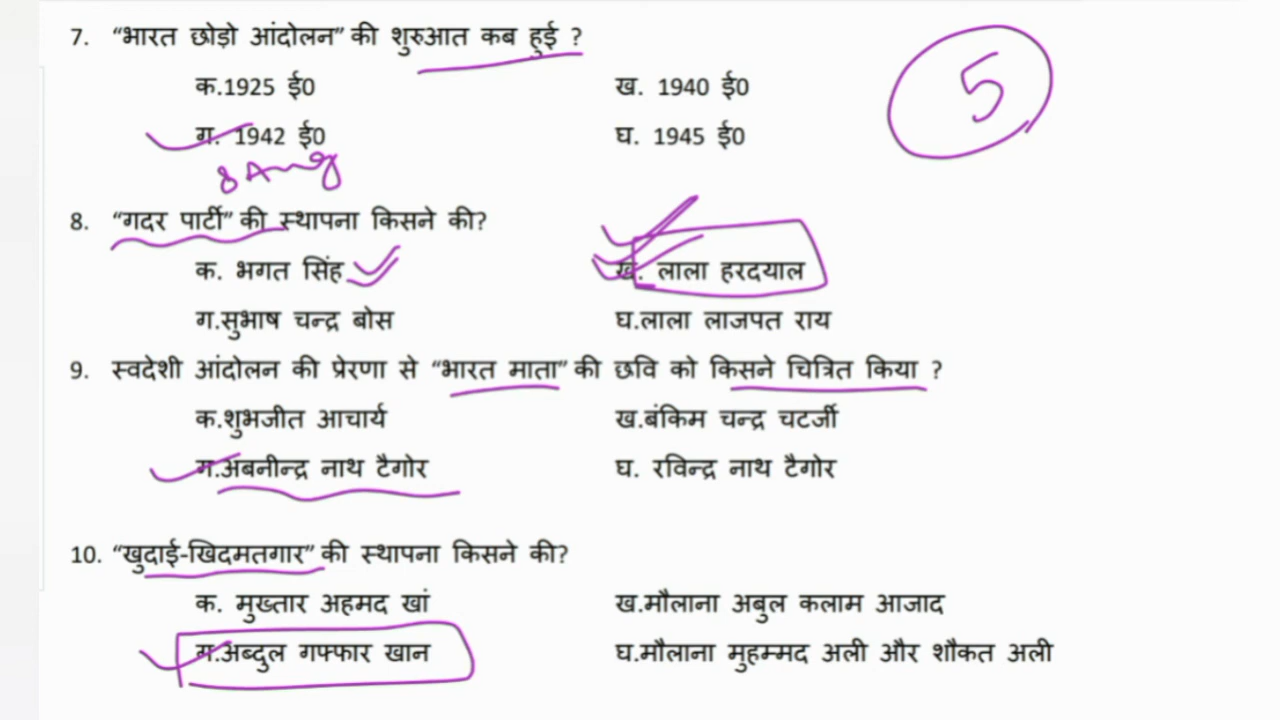 7. "भारत छोड़ो आंदोलन" की शुरुआत कब हुई ?
क.1925 ई0 ख. 1940 ई0
ग. 1942 ई0 घ. 1945 ई0
8 Aug
5
8. "गदर पार्टी" की स्थापना किसने की?
क. भगत सिंह ख. लाला हरदयाल
ग.सुभाष चन्द्र बोस घ.लाला लाजपत राय
9. स्वदेशी आंदोलन की प्रेरणा से "भारत माता" की छवि को किसने चित्रित किया ?
क.शुभजीत आचार्य ख.बंकिम चन्द्र चटर्जी
ग.अबनीन्द्र नाथ टैगोर घ. रविन्द्र नाथ टैगोर
10. "खुदाई-खिदमतगार" की स्थापना किसने की?
क. मुख्तार अहमद खां ख.मौलाना अबुल कलाम आजाद
ग.अब्दुल गफ्फार खान घ.मौलाना मुहम्मद अली और शौकत अली